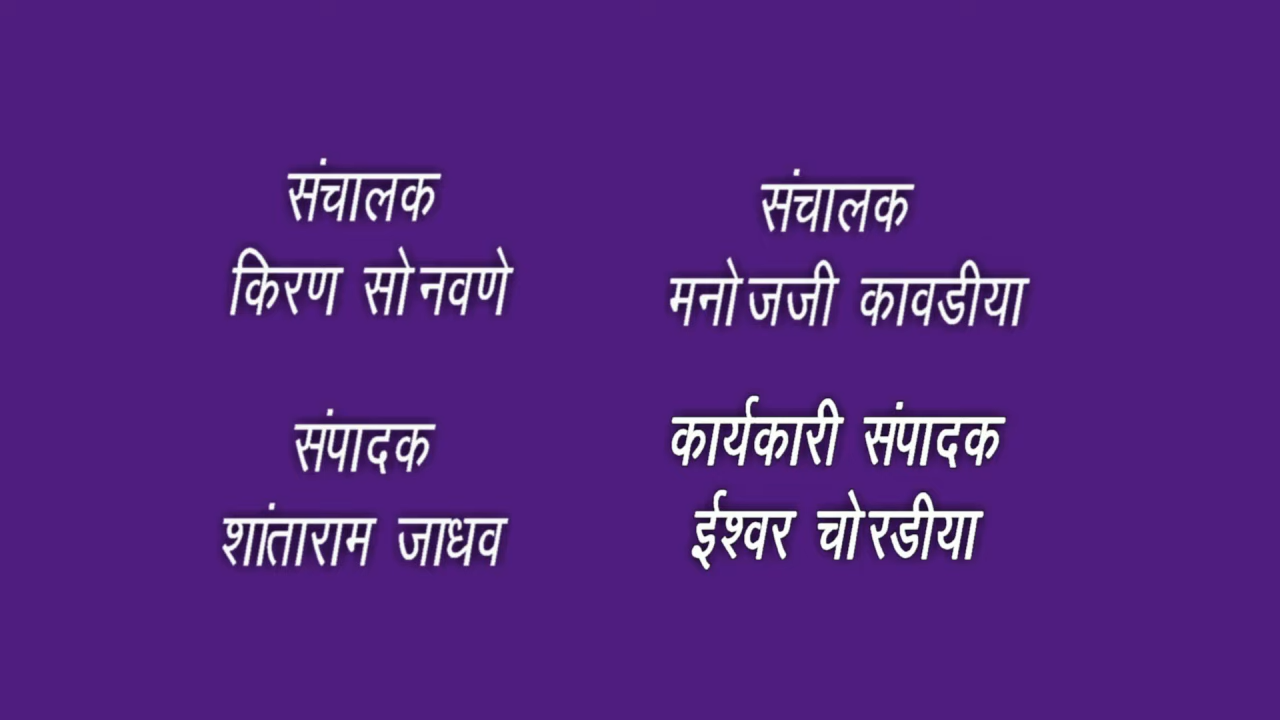 संचालक
किरण सोनवणे
संचालक
मनोजजी कावडीया
संपादक
शांताराम जाधव
कार्यकारी संपादक
ईश्वर चोरडीया